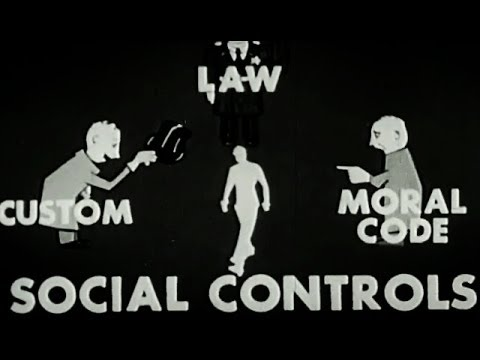 LAW
CUSTOM
MORAL
CODE
SOCIAL CONTROLS